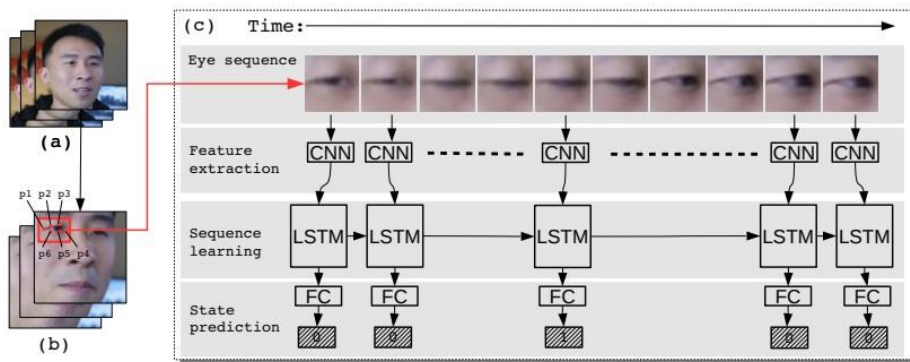 (a)
p1 p2 p3
p6 p5 p4
(b)
(c) Time:
Eye sequence
Feature
extraction
CNN CNN CNN CNN CNN
Sequence
learning
LSTM LSTM LSTM LSTM LSTM
State
prediction
FC FC FC FC FC
0 0 1 0 0